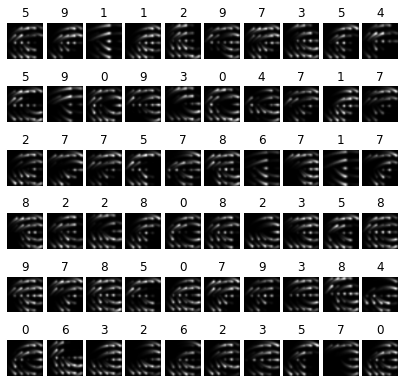 5 9 1 1 2 9 7 3 5 4
5 9 0 9 3 0 4 7 1 7
2 7 7 5 7 8 6 7 1 7
8 2 2 8 0 8 2 3 5 8
9 7 8 5 0 7 9 3 8 4
0 6 3 2 6 2 3 5 7 0